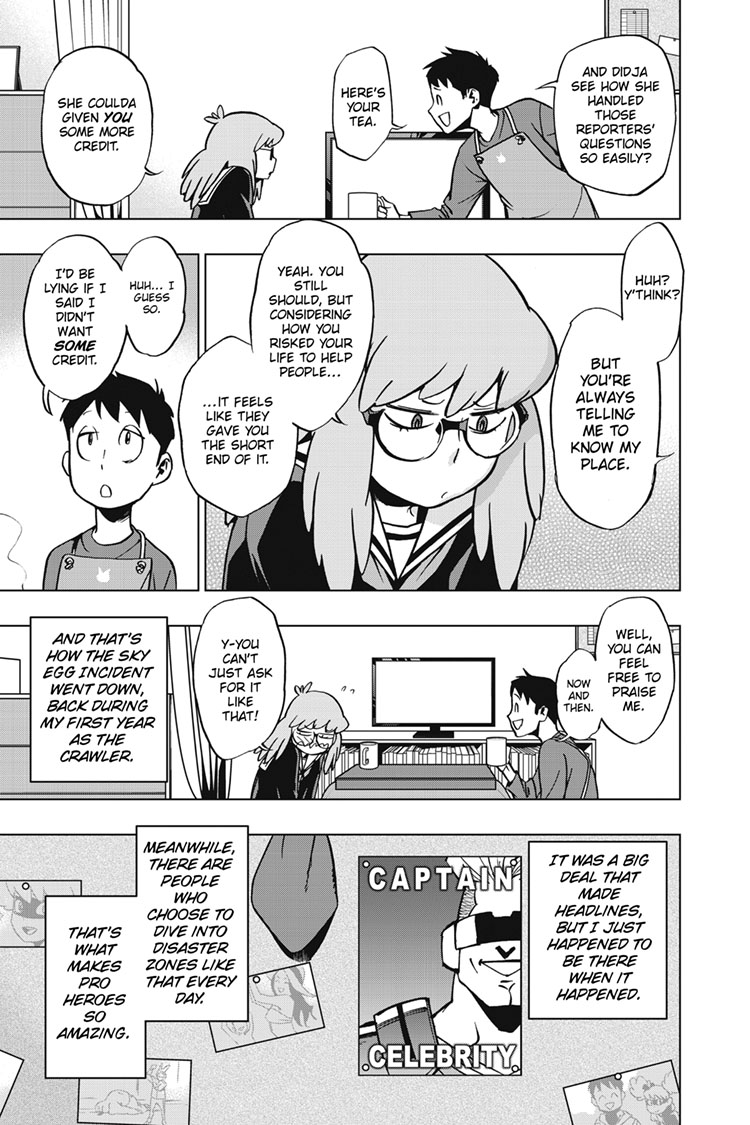 AND DIDJA
SEE HOW SHE
HANDLED
THOSE
REPORTERS'
QUESTIONS
SO EASILY?
HERE'S
YOUR
TEA.
SHE COULDA
GIVEN YOU
SOME MORE
CREDIT.
HUH?
Y'THINK?
BUT
YOU'RE
ALWAYS
TELLING
ME TO
KNOW MY
PLACE.
YEAH. YOU
STILL
SHOULD, BUT
CONSIDERING
HOW YOU
RISKED YOUR
LIFE TO HELP
PEOPLE...
...IT FEELS
LIKE THEY
GAVE YOU
THE SHORT
END OF IT.
HUH... I
GUESS
SO.
I'D BE
LYING IF I
SAID I
DIDN'T
WANT
SOME
CREDIT.
WELL,
YOU CAN
FEEL
FREE TO
PRAISE
ME.
NOW
AND
THEN.
Y-YOU
CAN'T
JUST ASK
FOR IT
LIKE
THAT!
AND THAT'S
HOW THE SKY
EGG INCIDENT
WENT DOWN,
BACK DURING
MY FIRST YEAR
AS THE
CRAWLER.
IT WAS A BIG
DEAL THAT
MADE
HEADLINES,
BUT I JUST
HAPPENED TO
BE THERE
WHEN IT
HAPPENED.
CAPTAIN
CELEBRITY
MEANWHILE,
THERE ARE
PEOPLE
WHO
CHOOSE TO
DIVE INTO
DISASTER
ZONES LIKE
THAT EVERY
DAY.
THAT'S
WHAT
MAKES
PRO
HEROES
SO
AMAZING.